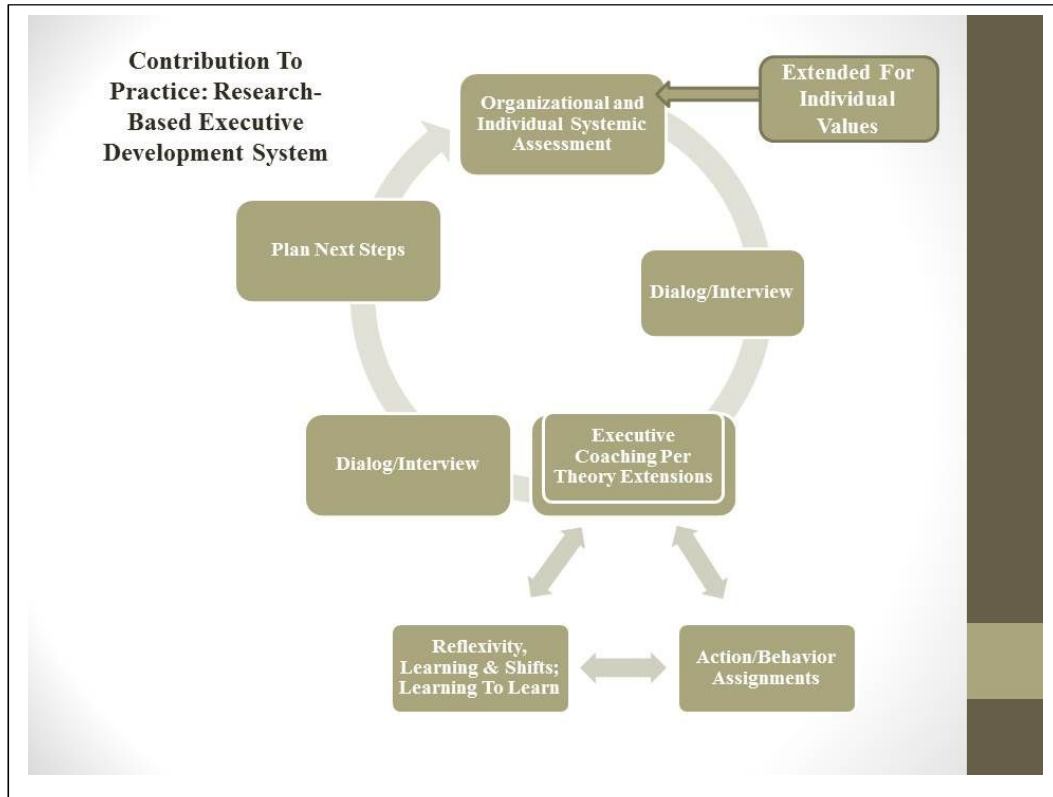 Contribution To
Practice: Research-
Based Executive
Development System
Organizational and
Individual Systemic
Assessment
Extended For
Individual
Values
Plan Next Steps
Dialog/Interview
Dialog/Interview
Executive
Coaching Per
Theory Extensions
Reflexivity,
Learning & Shifts;
Learning To Learn
Action/Behavior
Assignments